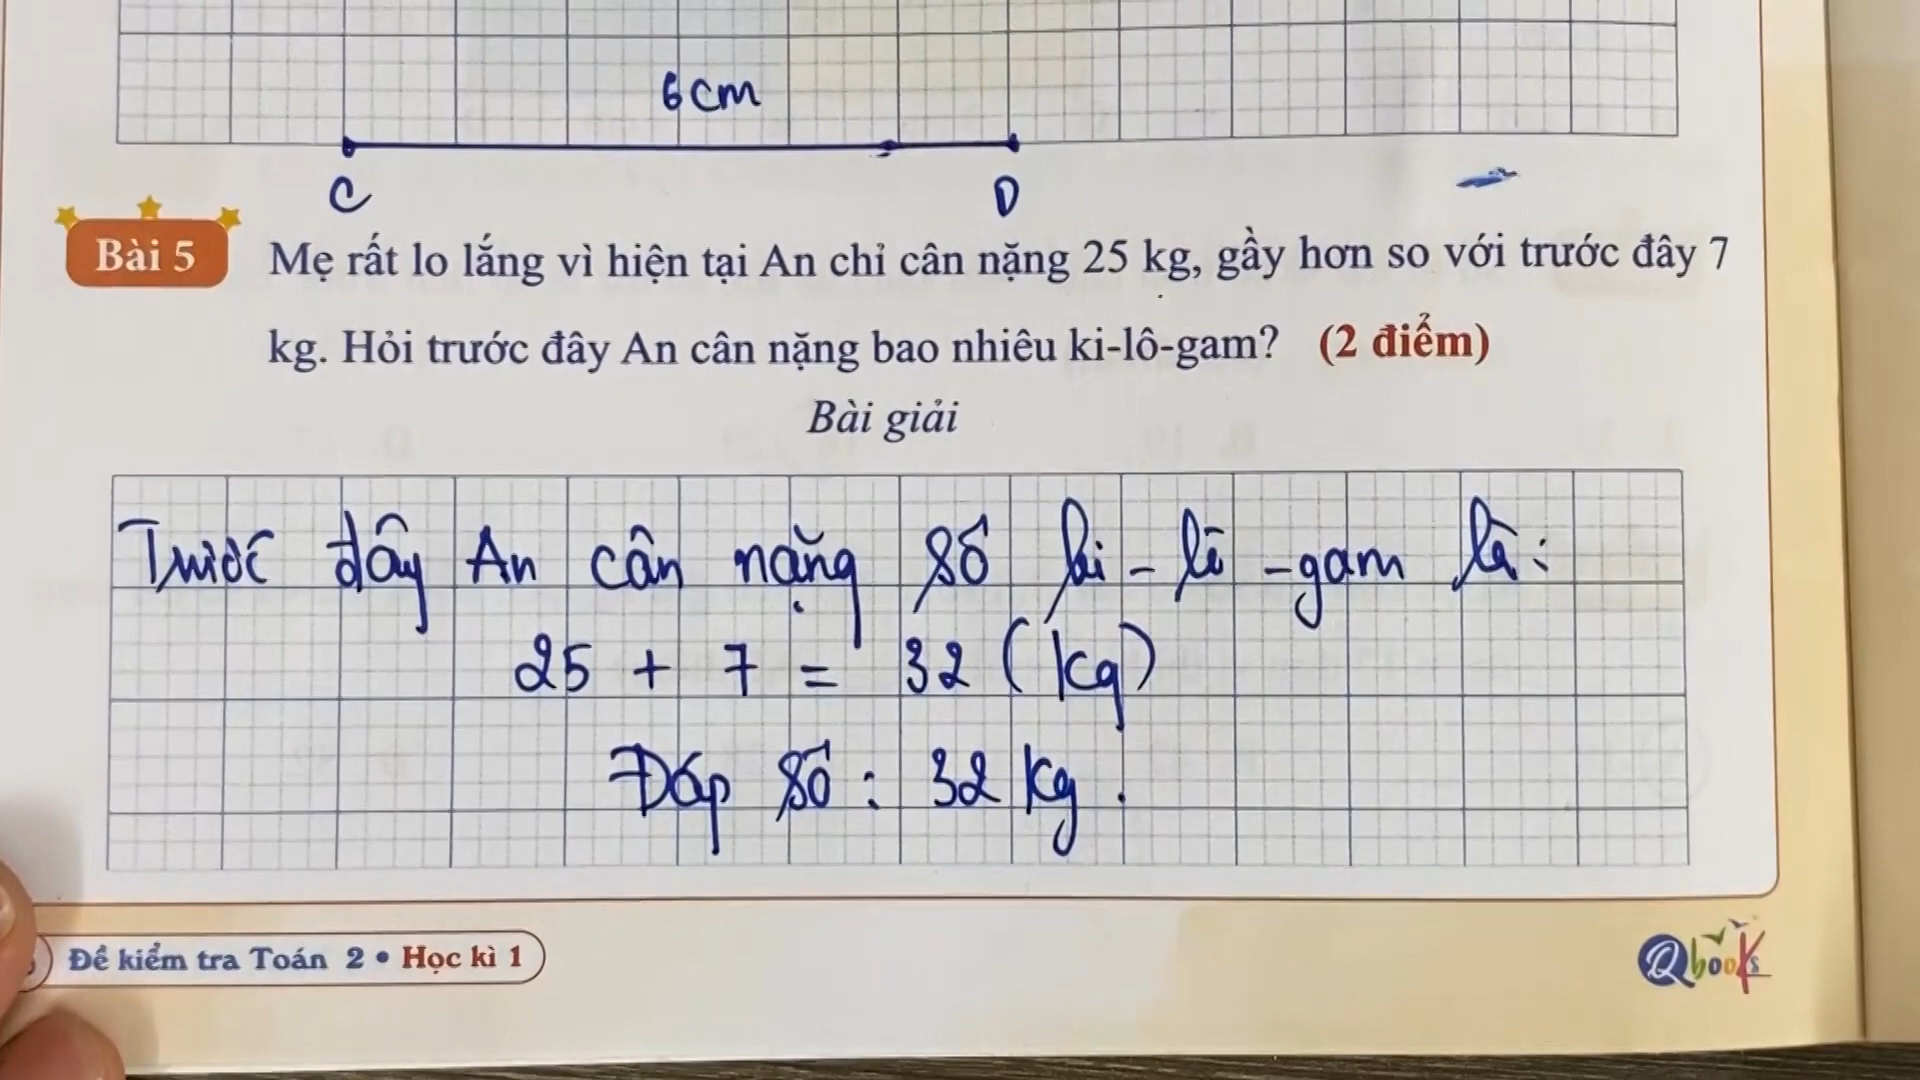 6cm
C D
Bài 5 Mẹ rất lo lắng vì hiện tại An chỉ cân nặng 25 kg, gầy hơn so với trước đây 7
kg. Hỏi trước đây An cân nặng bao nhiêu ki-lô-gam? (2 điểm)
Bài giải
Trước đây An cân nặng số ki-lô-gam là:
25 + 7 = 32 (kg)
Đáp số: 32 kg.
Đề kiểm tra Toán 2 • Học kì 1
Qbooks